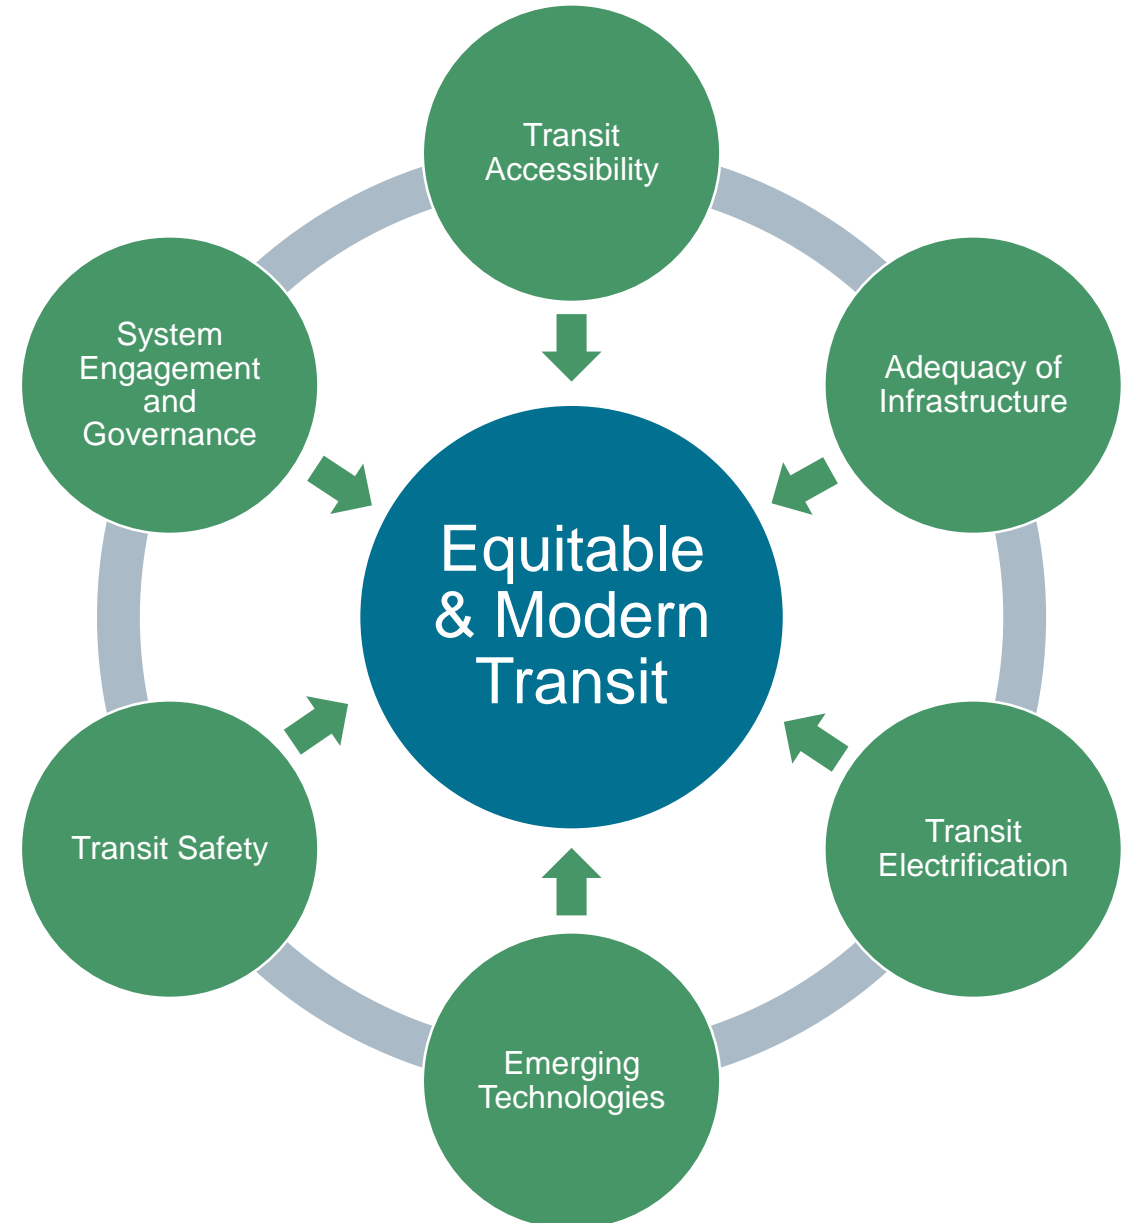 Transit
Accessibility
Adequacy of
Infrastructure
Transit
Electrification
Emerging
Technologies
Transit Safety
System
Engagement
and
Governance
Equitable
& Modern
Transit